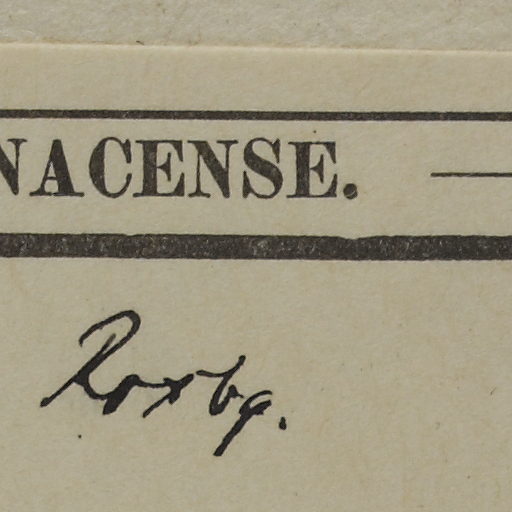 NACENSE. —
Roxbg.